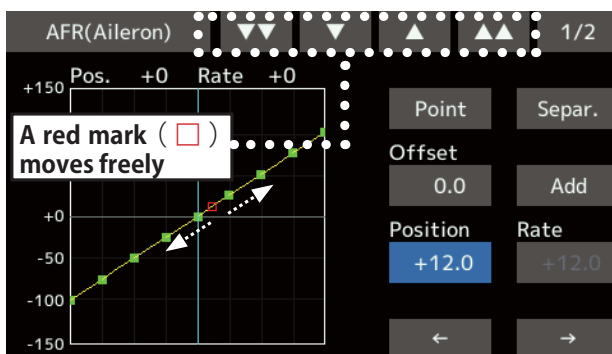 AFR(Aileron) ▼▼ ▼ ▲ ▲▲ 1/2
Pos. +0 Rate +0
+150
A red mark (□)
moves freely
+0
-50
-100
-150
Point Separ.
Offset
0.0 Add
Position Rate
+12.0 +12.0
← →